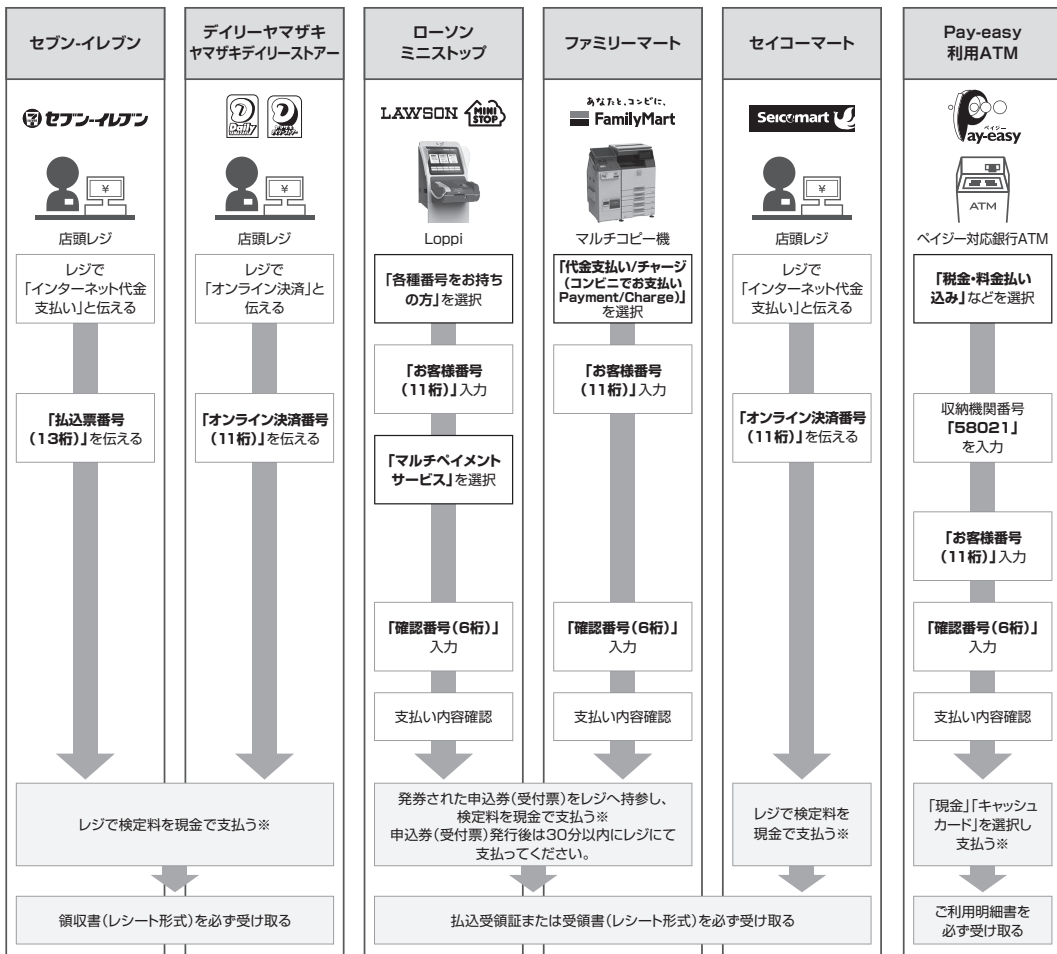 セブン-イレブン
デイリーヤマザキ
ヤマザキデイリーストアー
ローソン
ミニストップ
ファミリーマート
セイコーマート
Pay-easy
利用ATM
セブン-イレブン
Daily
LAWSON
MINI
STOP
あなたと、コンビに、
FamilyMart
Seicomart
ペイジー
Pay-easy
¥
¥
¥
ATM
店頭レジ
店頭レジ
Loppi
マルチコピー機
店頭レジ
ペイジー対応銀行ATM
レジで
「インターネット代金
支払い」と伝える
レジで
「オンライン決済」と
伝える
「各種番号をお持ち
の方」を選択
「代金支払い/チャージ
(コンビニでお支払い
Payment/Charge)」
を選択
レジで
「インターネット代金
支払い」と伝える
「税金・料金払い
込み」などを選択
「お客様番号
(11桁)」入力
「お客様番号
(11桁)」入力
「払込票番号
(13桁)」を伝える
「オンライン決済番号
(11桁)」を伝える
「マルチペイメント
サービス」を選択
「オンライン決済番号
(11桁)」を伝える
収納機関番号
「58021」
を入力
「お客様番号
(11桁)」入力
「確認番号(6桁)」
入力
「確認番号(6桁)」
入力
「確認番号(6桁)」
入力
支払い内容確認
支払い内容確認
支払い内容確認
レジで検定料を現金で支払う※
発券された申込券(受付票)をレジへ持参し、
検定料を現金で支払う※
申込券(受付票)発行後は30分以内にレジにて
支払ってください。
レジで検定料を
現金で支払う※
「現金」「キャッシュ
カード」を選択し
支払う※
領収書(レシート形式)を必ず受け取る
払込受領証または受領書(レシート形式)を必ず受け取る
ご利用明細書を
必ず受け取る